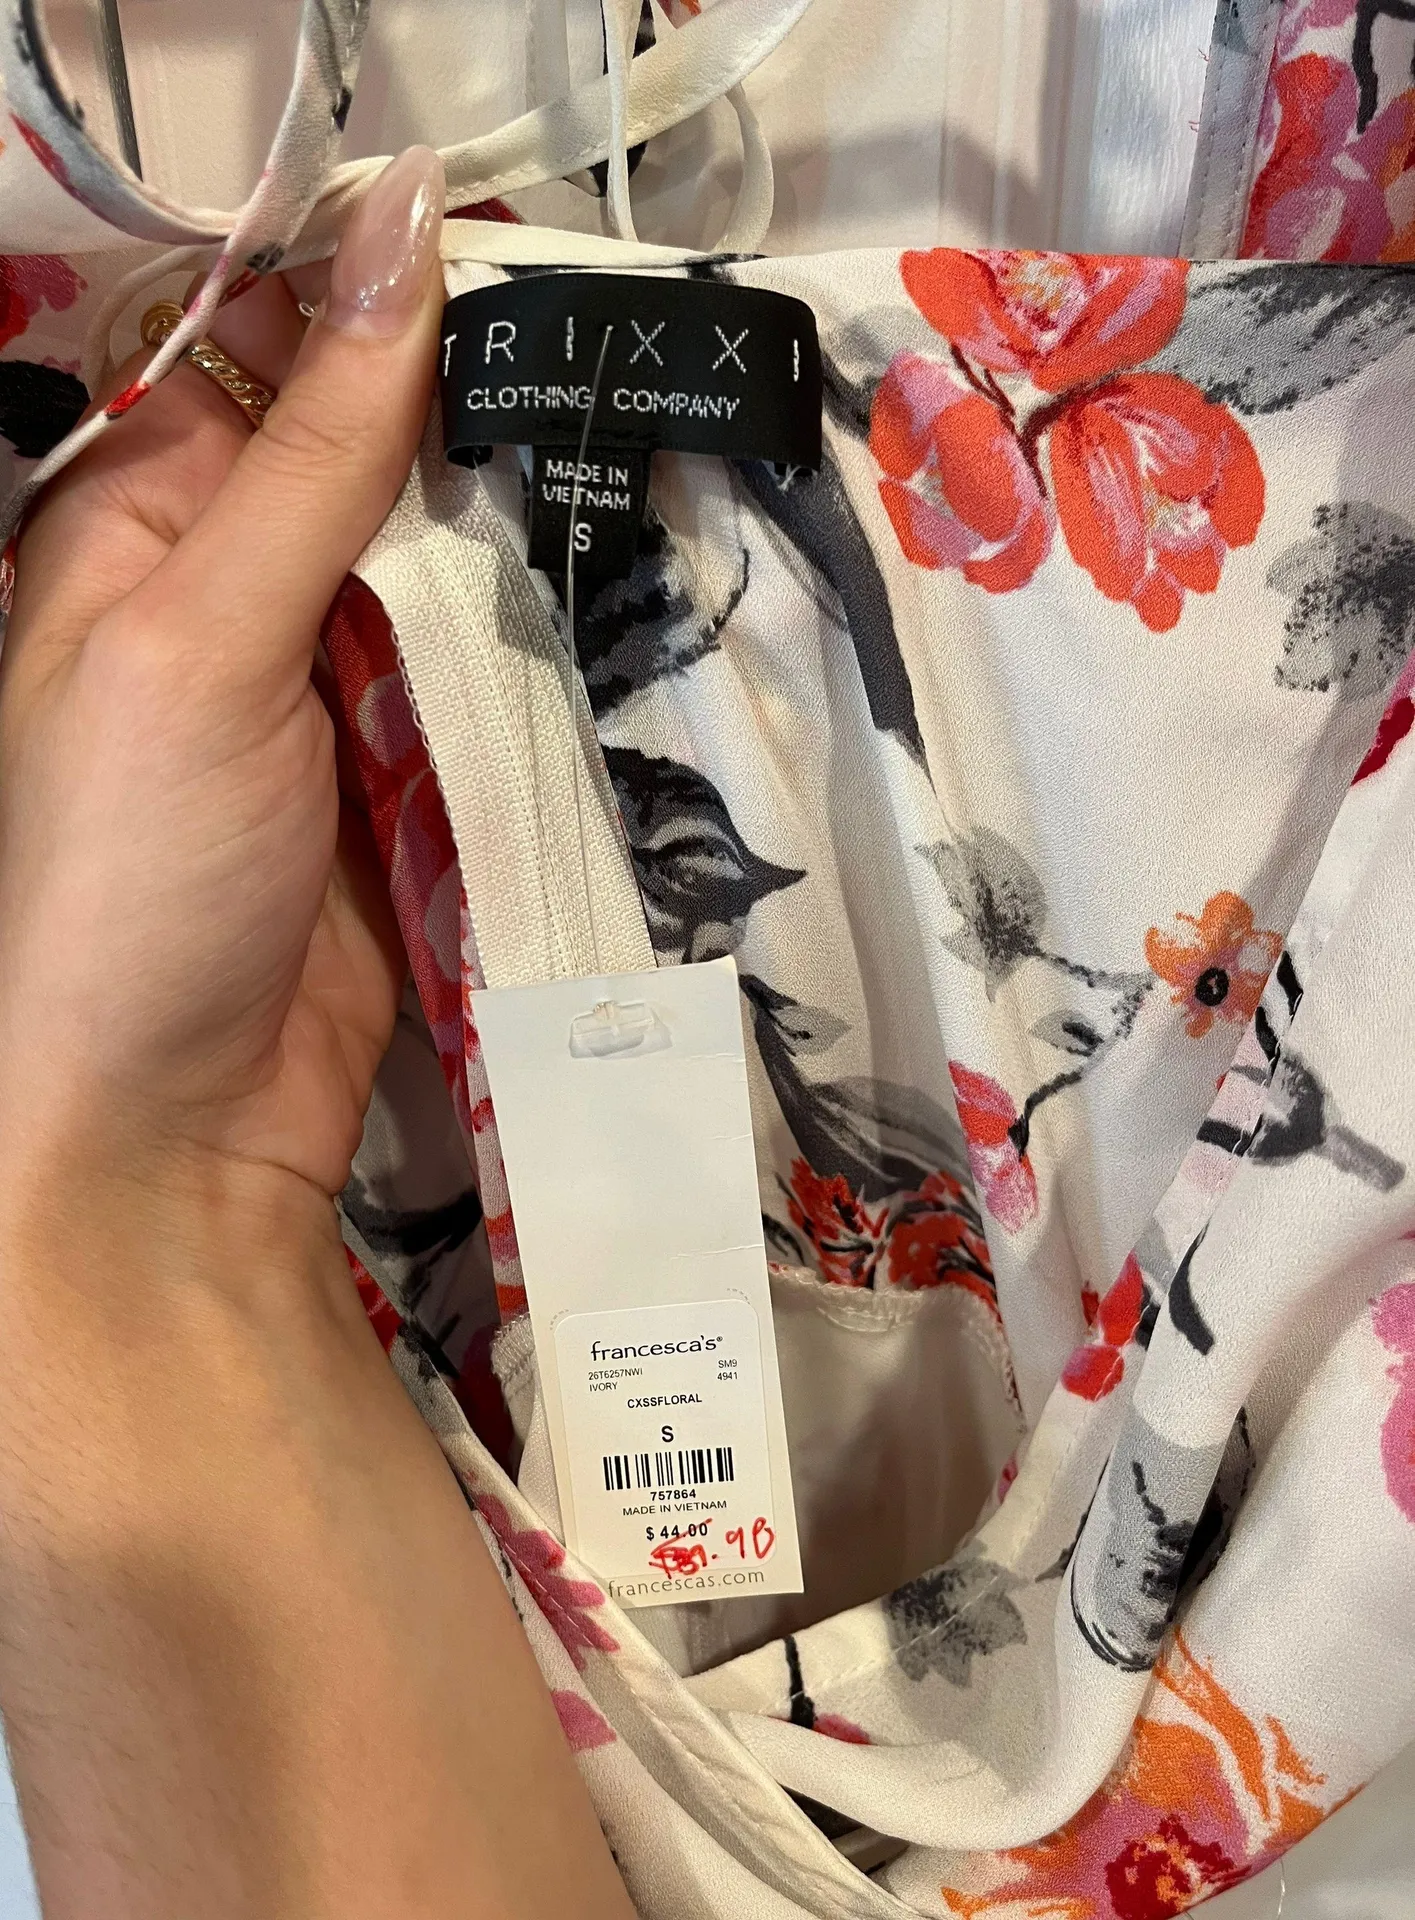 TRIXXI
CLOTHING COMPANY
MADE IN
VIETNAM
S
francesca's®
26T6257NWI SM9
IVORY 4941
CXSSFLORAL
S
757864
MADE IN VIETNAM
$ 44.00
francescas.com